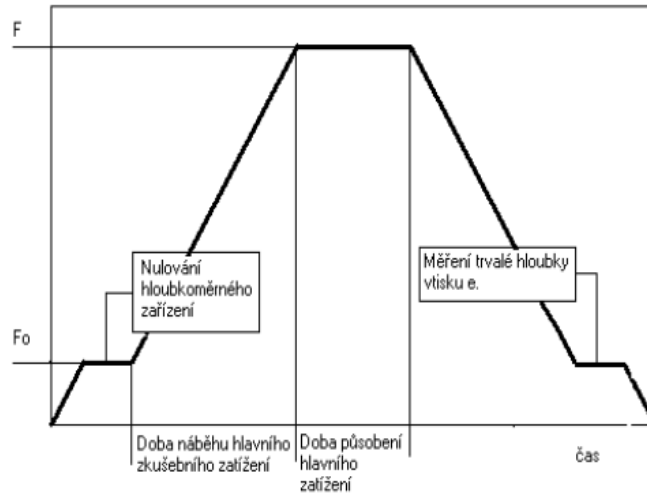 F
Nulování
hloubkoměrného
zařízení
Měření trvalé hloubky
vtisku e.
Fo
Doba náběhu hlavního
zkušebního zatížení
Doba působení
hlavního
zatížení
čas